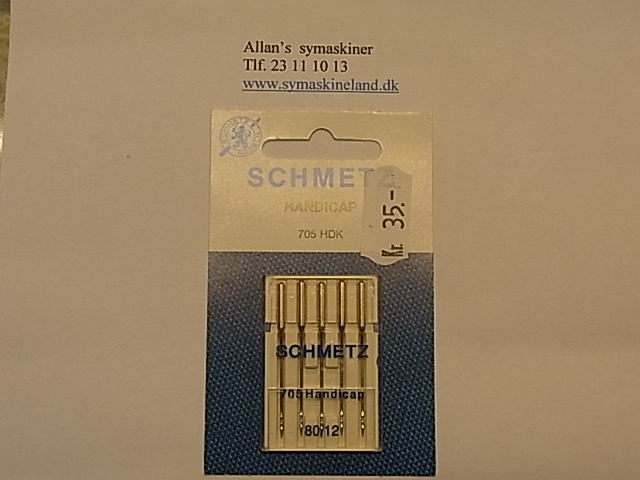 Allan's symaskiner
Tlf. 23 11 10 13
www.symaskineland.dk
SCHMETZ
HANDICAP
705 HDK
Kr. 35.-
SCHMETZ
705 Handicap
80/12